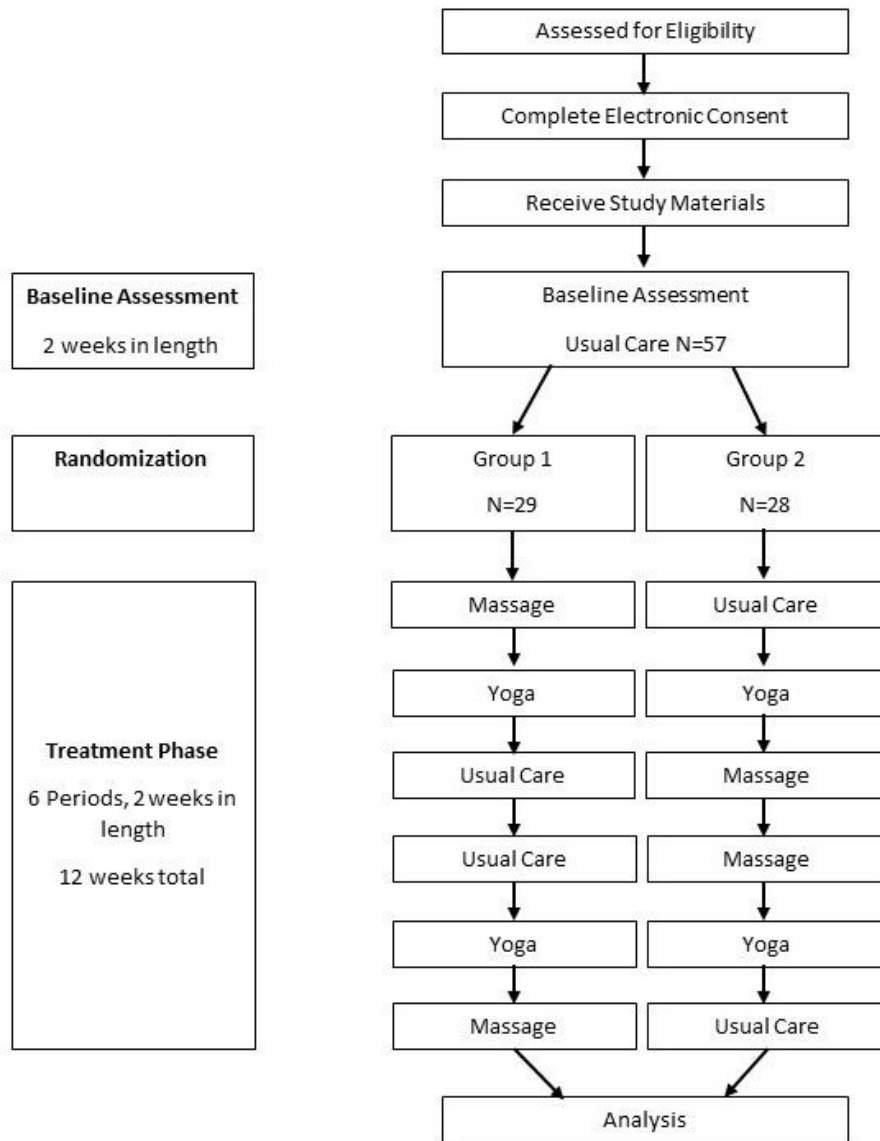 Assessed for Eligibility
Complete Electronic Consent
Receive Study Materials
Baseline Assessment
2 weeks in length
Baseline Assessment
Usual Care N=57
Randomization
Group 1
N=29
Group 2
N=28
Treatment Phase
6 Periods, 2 weeks in
length
12 weeks total
Massage
Yoga
Usual Care
Usual Care
Yoga
Massage
Usual Care
Yoga
Massage
Massage
Yoga
Usual Care
Analysis